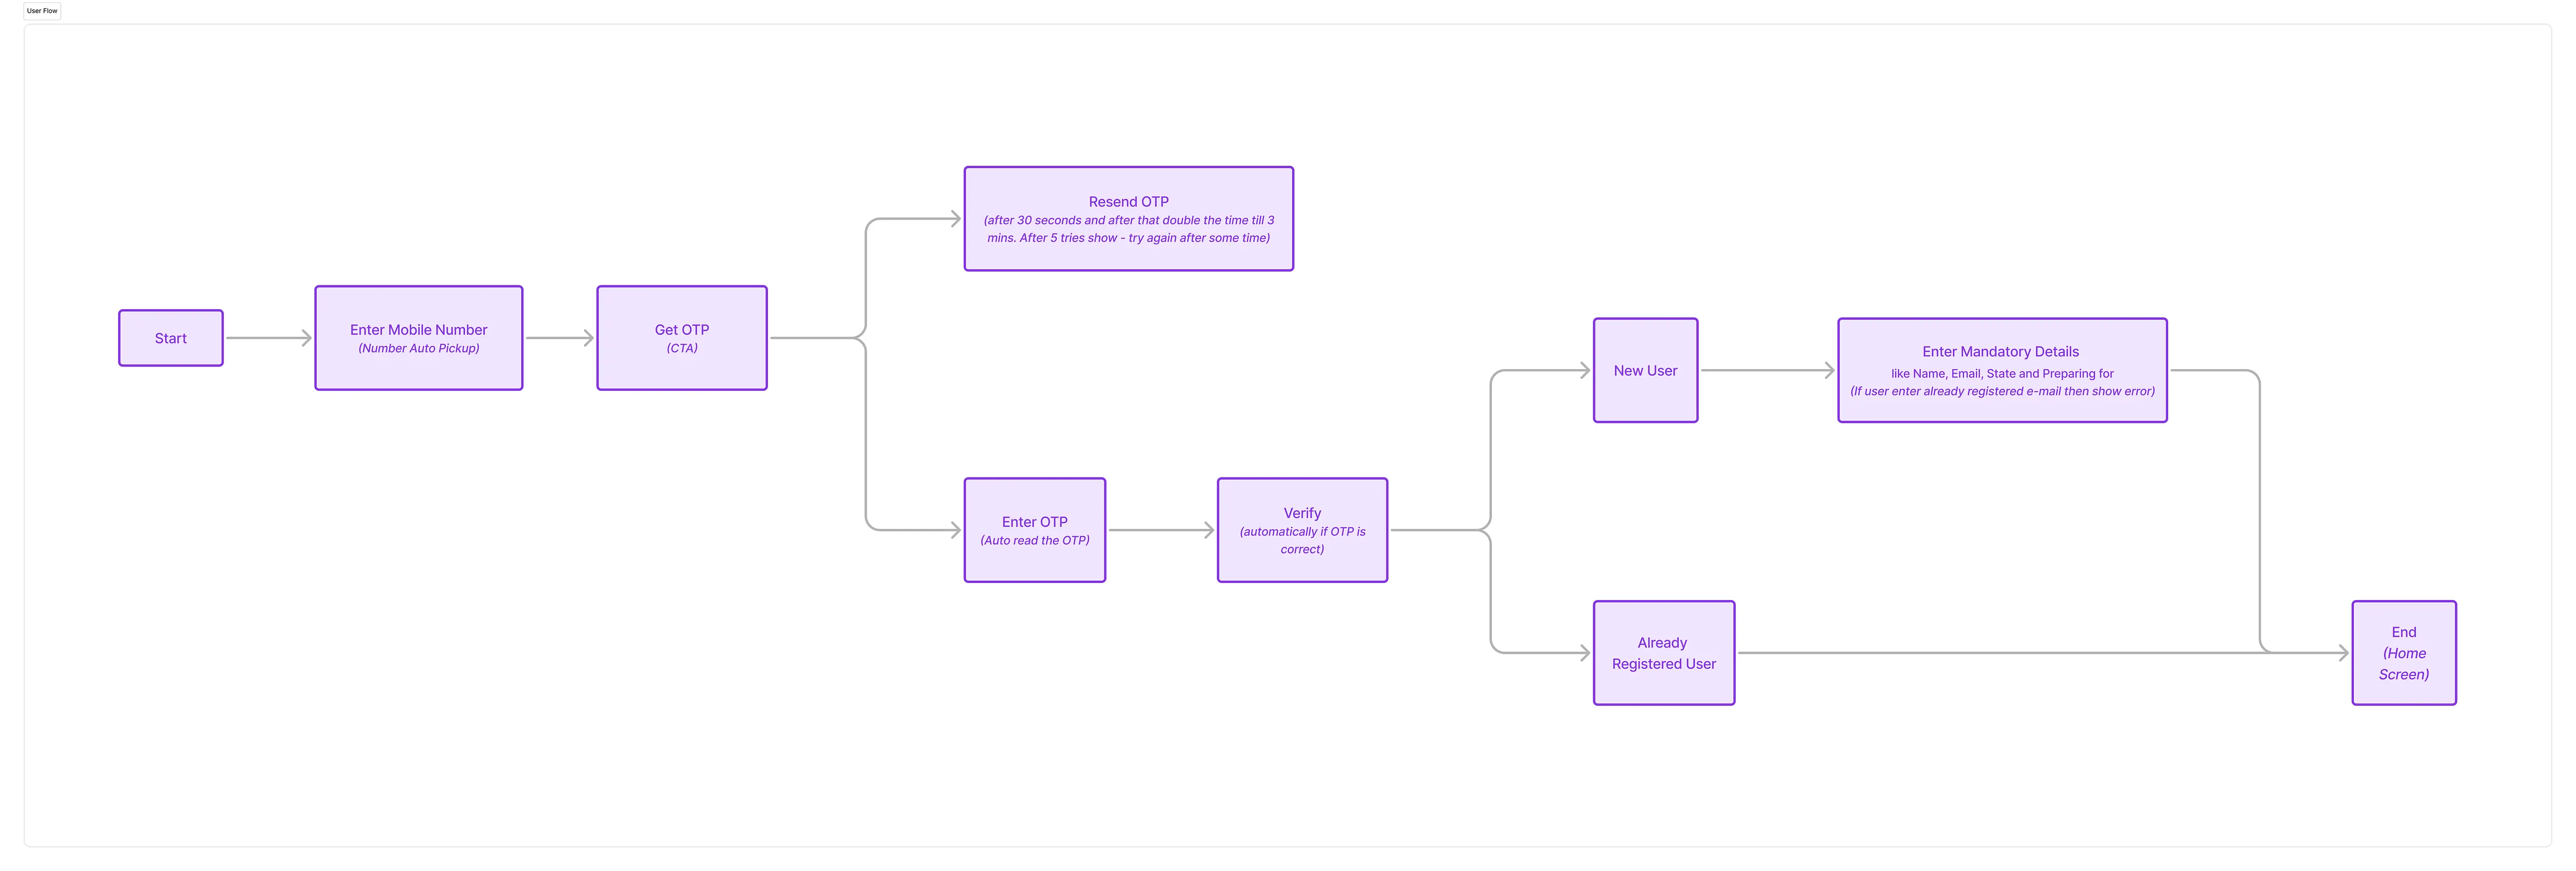 User Flow
Start
Enter Mobile Number
(Number Auto Pickup)
Get OTP
(CTA)
Resend OTP
(after 30 seconds and after that double the time till 3
mins. After 5 tries show - try again after some time)
Enter OTP
(Auto read the OTP)
Verify
(automatically if OTP is
correct)
New User
Enter Mandatory Details
like Name, Email, State and Preparing for
(If user enter already registered e-mail then show error)
Already
Registered User
End
(Home
Screen)